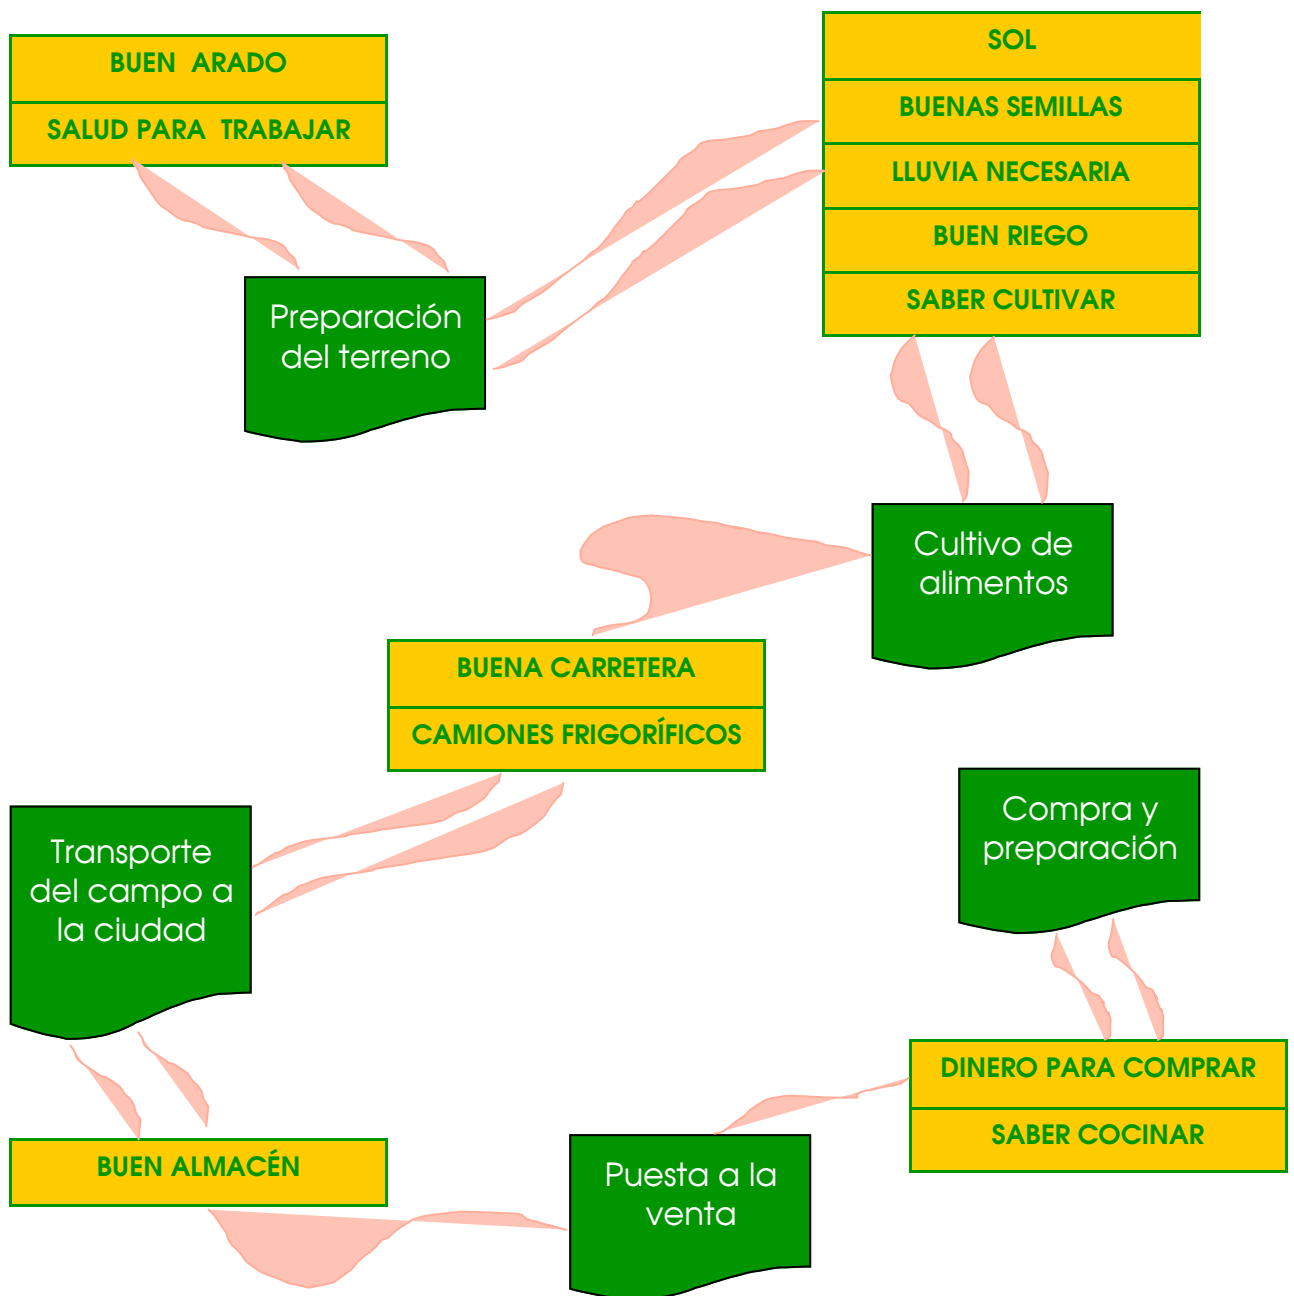 BUEN ARADO
SALUD PARA TRABAJAR
SOL
BUENAS SEMILLAS
LLUVIA NECESARIA
BUEN RIEGO
SABER CULTIVAR
Preparación
del terreno
Cultivo de
alimentos
BUENA CARRETERA
CAMIONES FRIGORÍFICOS
Transporte
del campo a
la ciudad
Compra y
preparación
DINERO PARA COMPRAR
SABER COCINAR
BUEN ALMACÉN
Puesta a la
venta